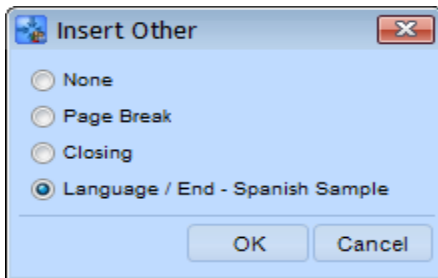 Insert Other
None
Page Break
Closing
Language / End - Spanish Sample
OK Cancel